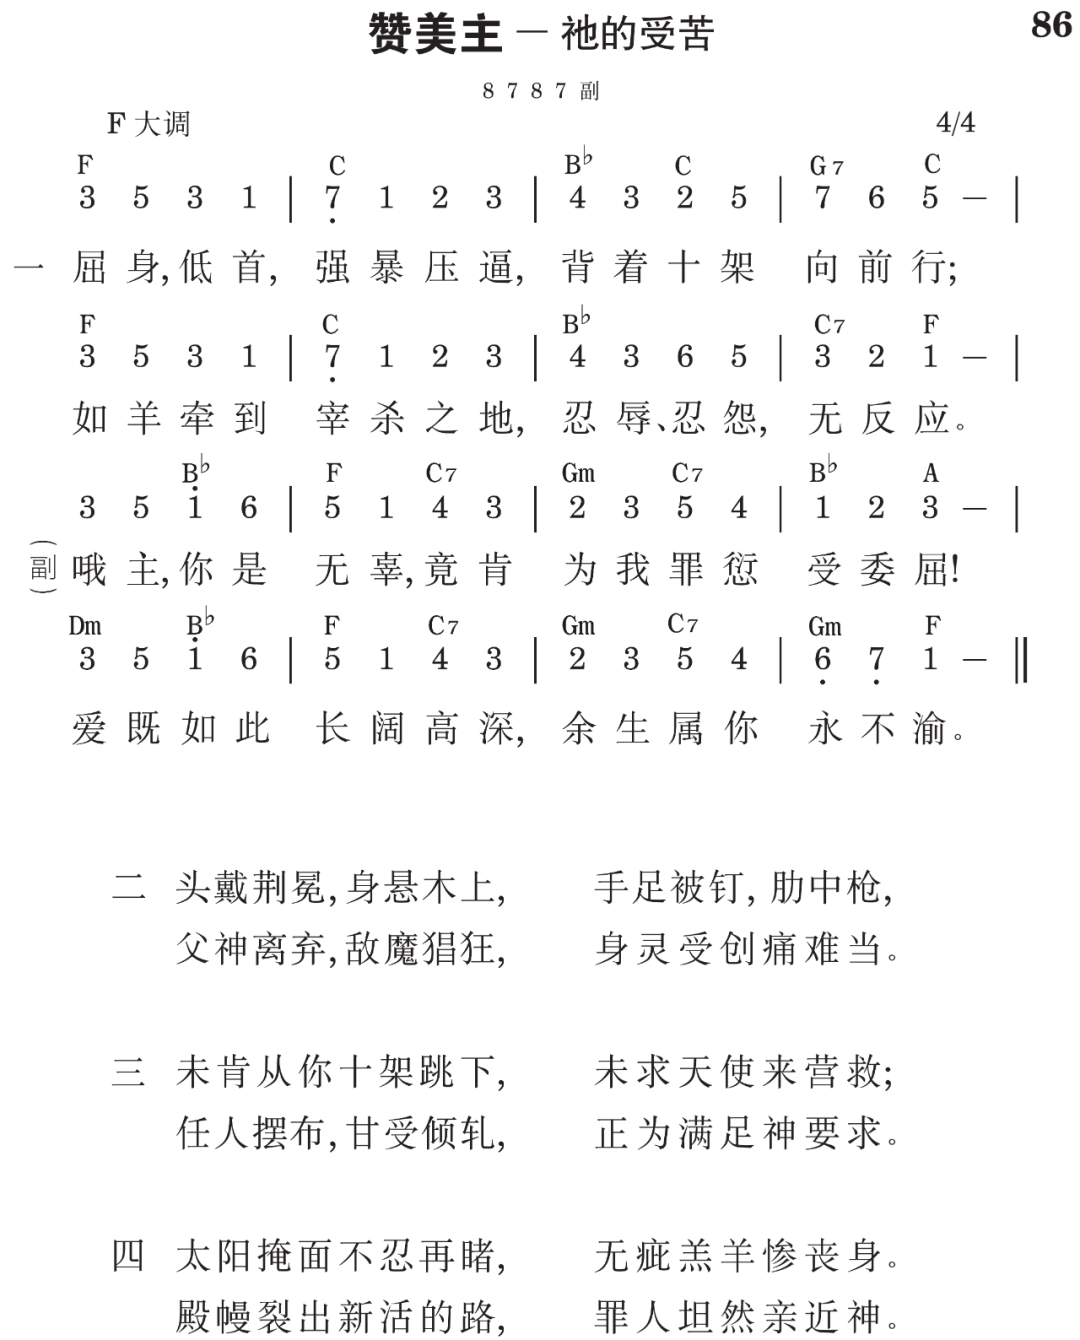 赞美主 — 祂的受苦 86
8 7 8 7 副
F 大调 4/4
F C B♭ C G7 C
3 5 3 1 | 7̣ 1 2 3 | 4 3 2 5 | 7 6 5 — |
一 屈身,低首, 强暴压逼, 背着十架 向前行;
F C B♭ C7 F
3 5 3 1 | 7̣ 1 2 3 | 4 3 6 5 | 3 2 1 — |
如羊牵到 宰杀之地, 忍辱、忍怨, 无反应。
B♭ F C7 Gm C7 B♭ A
3 5 1̇ 6 | 5 1 4 3 | 2 3 5 4 | 1 2 3 — |
(副) 哦主,你是 无辜,竟肯 为我罪愆 受委屈!
Dm B♭ F C7 Gm C7 Gm F
3 5 1̇ 6 | 5 1 4 3 | 2 3 5 4 | 6̣ 7̣ 1 — ‖
爱既如此 长阔高深, 余生属你 永不渝。
二 头戴荆冕,身悬木上, 手足被钉,肋中枪,
父神离弃,敌魔猖狂, 身灵受创痛难当。
三 未肯从你十架跳下, 未求天使来营救;
任人摆布,甘受倾轧, 正为满足神要求。
四 太阳掩面不忍再睹, 无疵羔羊惨丧身。
殿幔裂出新活的路, 罪人坦然亲近神。